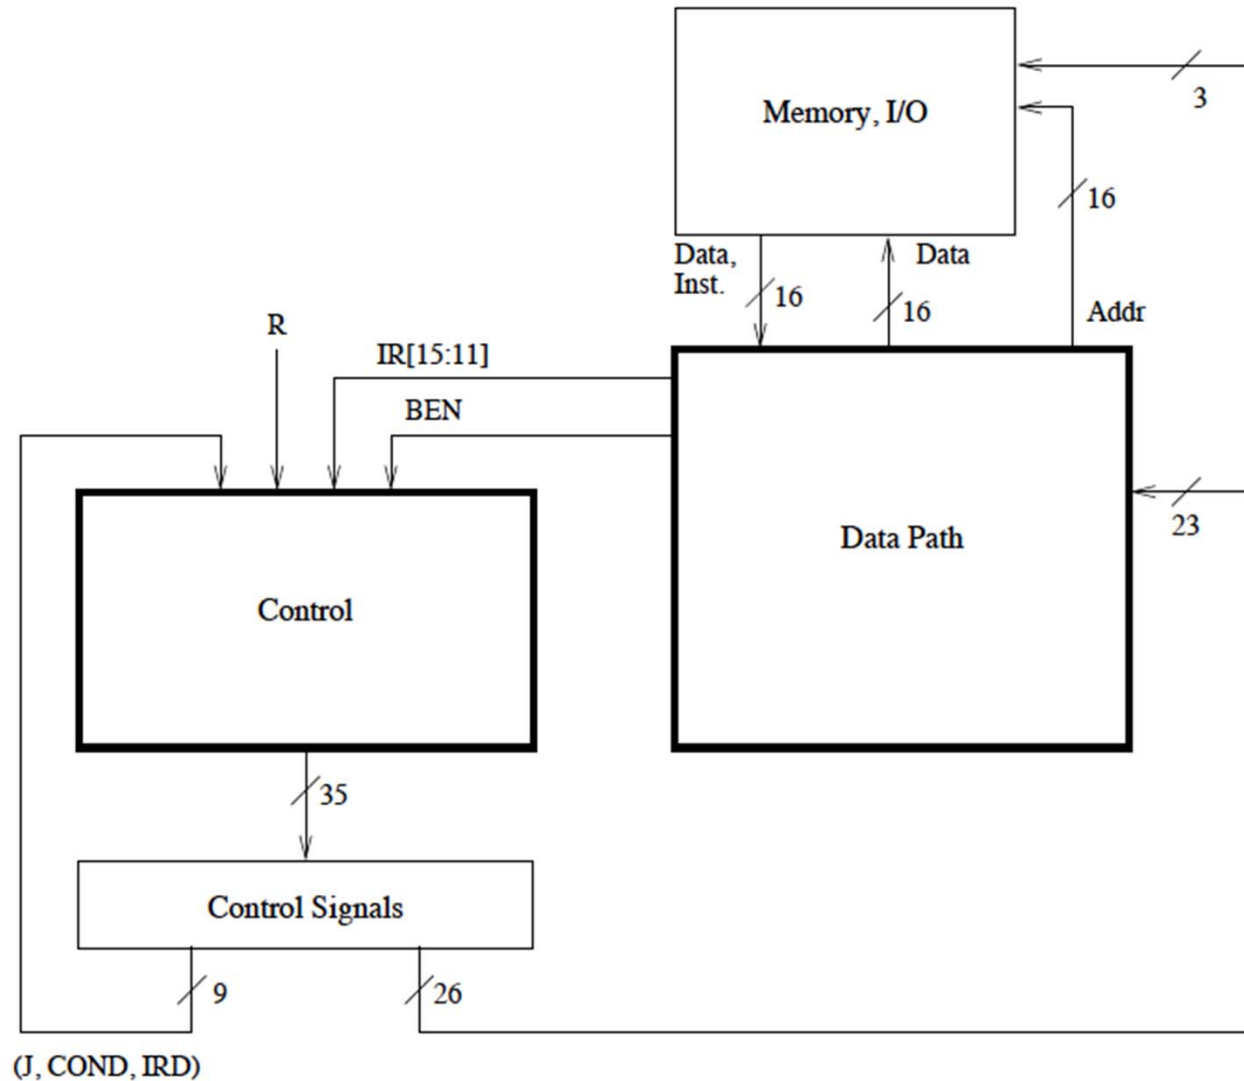 Memory, I/O
3
16
Data,
Inst.
16
Data
16
Addr
R
IR[15:11]
BEN
Control
Data Path
23
35
Control Signals
9
26
(J, COND, IRD)